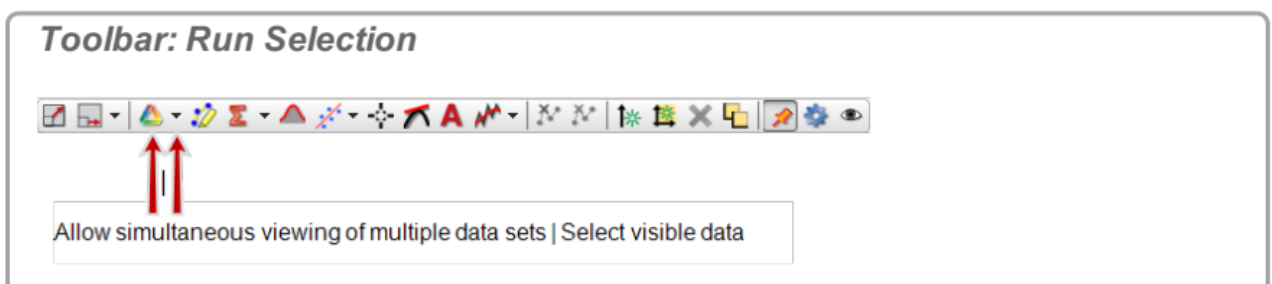 Toolbar: Run Selection
A
Allow simultaneous viewing of multiple data sets | Select visible data